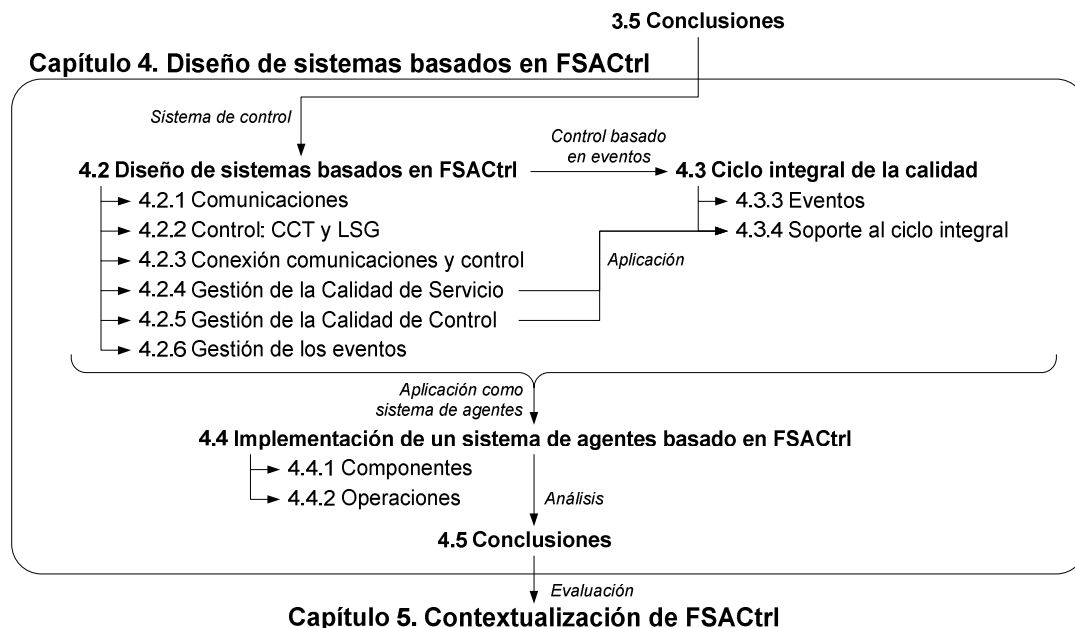 3.5 Conclusiones
Capítulo 4. Diseño de sistemas basados en FSACtrl
Sistema de control
Control basado
en eventos
4.2 Diseño de sistemas basados en FSACtrl
4.3 Ciclo integral de la calidad
4.2.1 Comunicaciones
4.3.3 Eventos
4.2.2 Control: CCT y LSG
4.3.4 Soporte al ciclo integral
4.2.3 Conexión comunicaciones y control
Aplicación
4.2.4 Gestión de la Calidad de Servicio
4.2.5 Gestión de la Calidad de Control
4.2.6 Gestión de los eventos
Aplicación como
sistema de agentes
4.4 Implementación de un sistema de agentes basado en FSACtrl
4.4.1 Componentes
4.4.2 Operaciones
Análisis
4.5 Conclusiones
Evaluación
Capítulo 5. Contextualización de FSACtrl